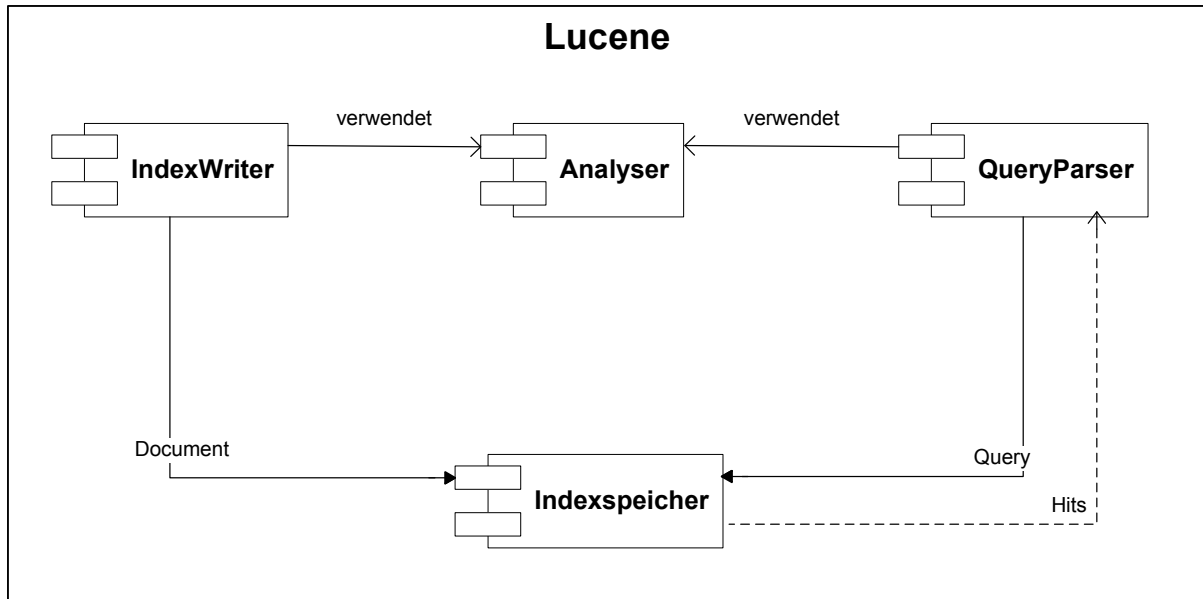 Lucene
verwendet
verwendet
IndexWriter
Analyser
QueryParser
Document
Query
Indexspeicher
Hits